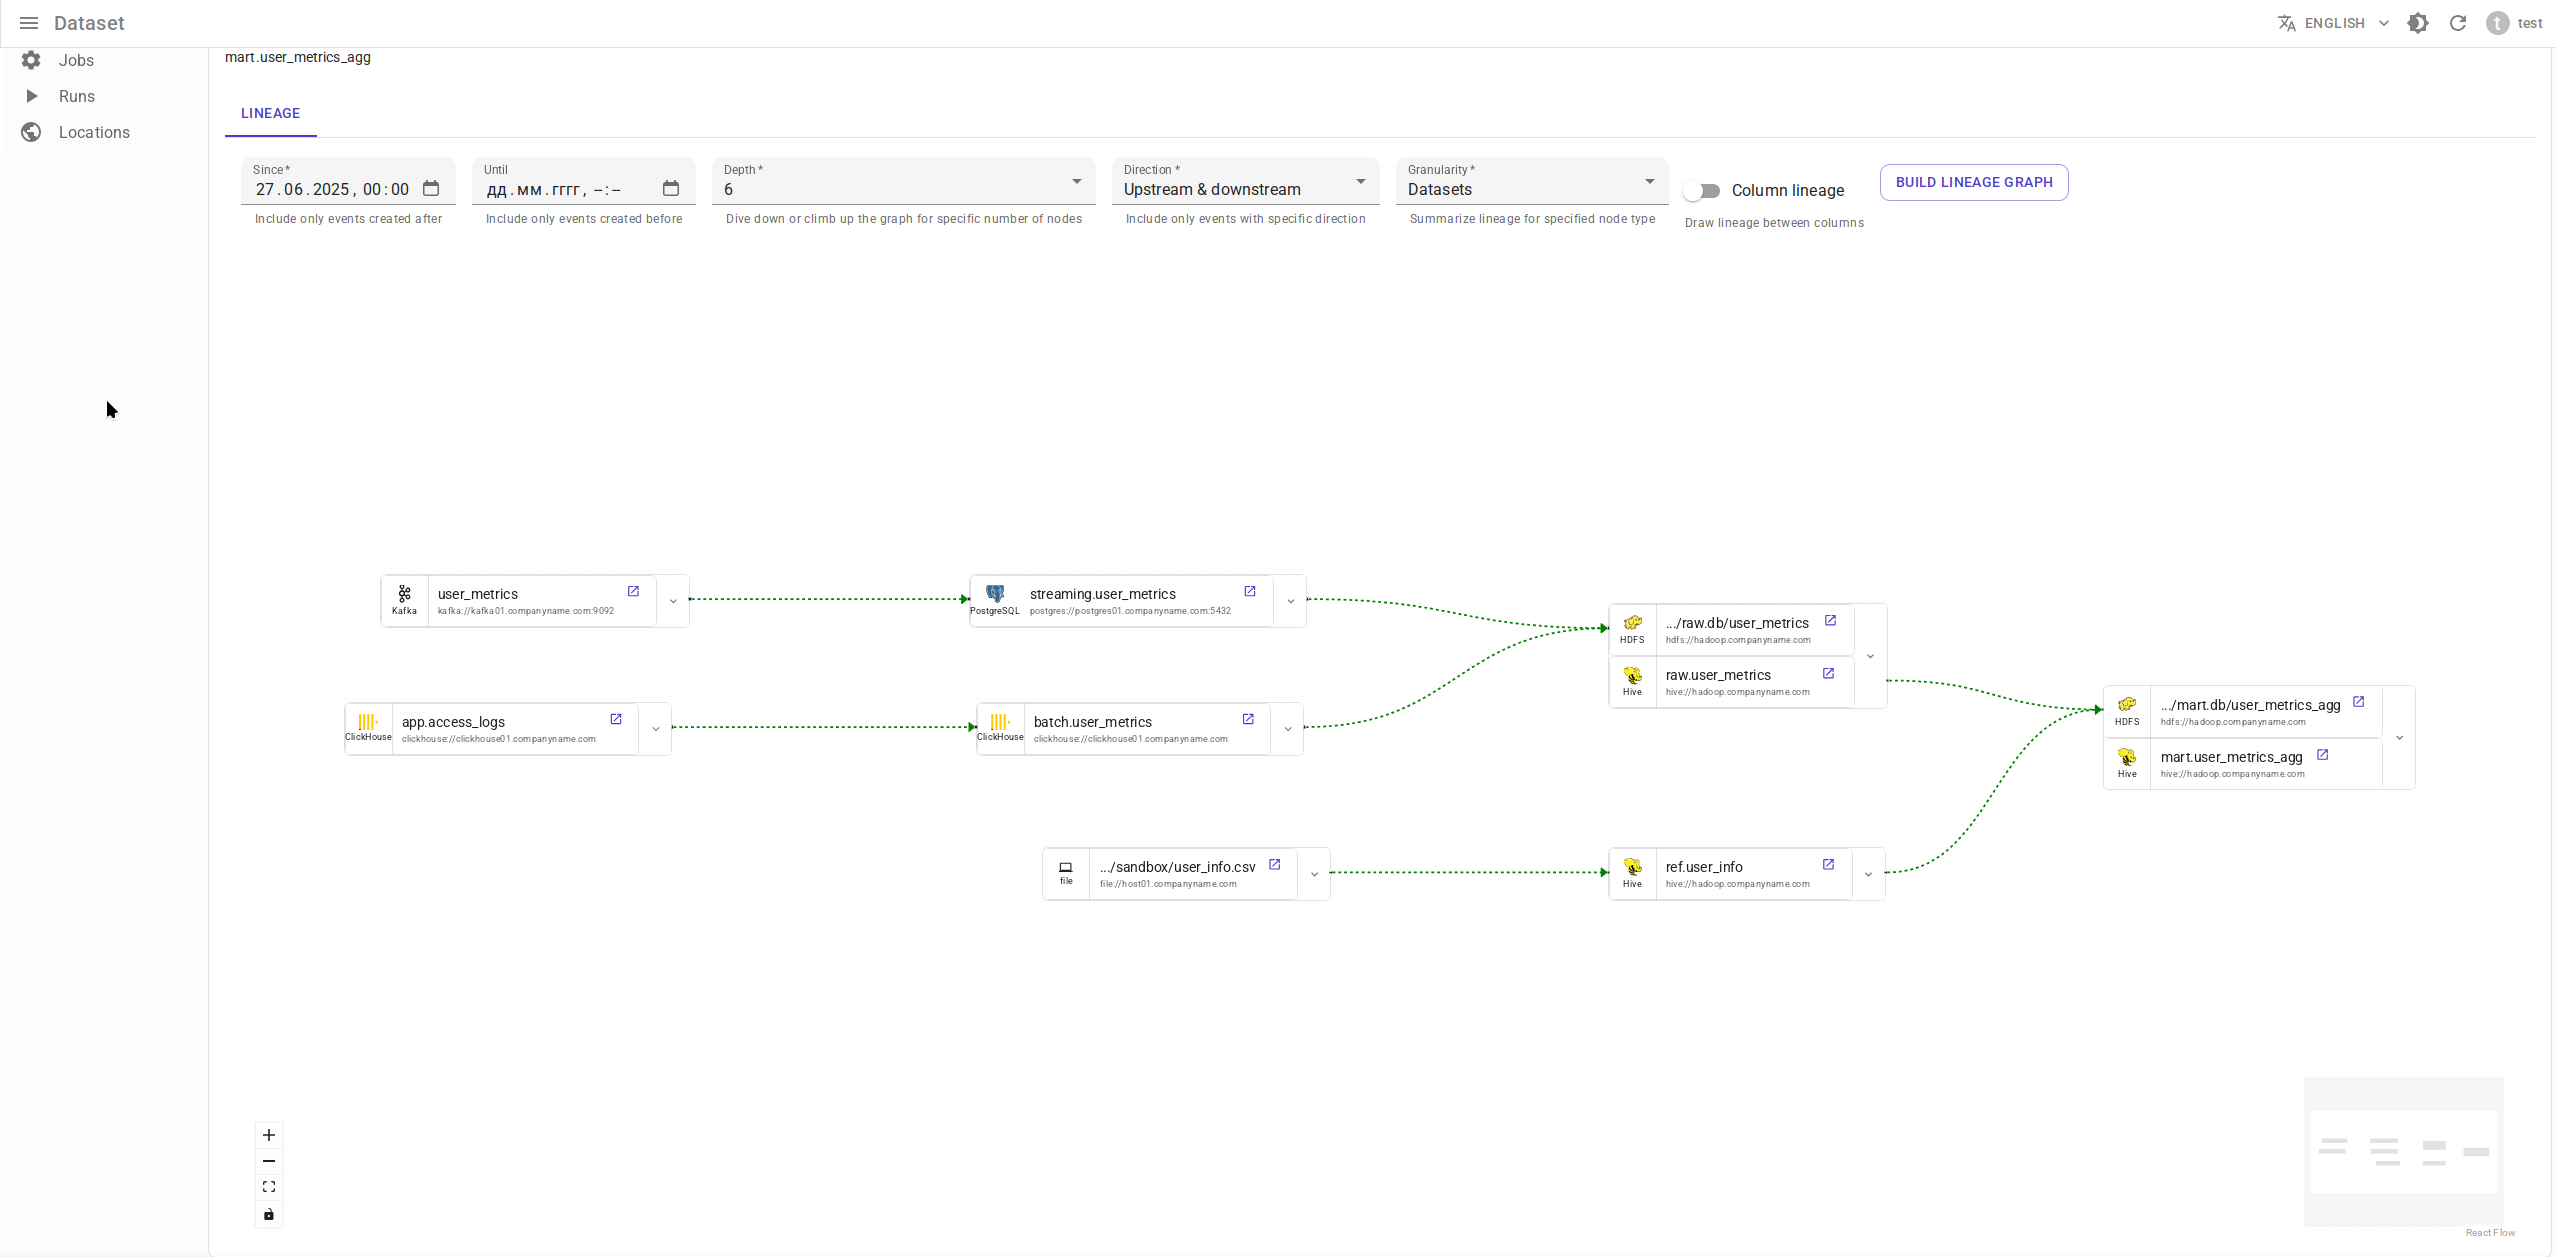 Dataset
ENGLISH
t
test
Jobs
Runs
Locations
mart.user_metrics_agg
LINEAGE
Since *
27.06.2025, 00:00
Include only events created after
Until
дд.мм.гггг, --:--
Include only events created before
Depth *
6
Dive down or climb up the graph for specific number of nodes
Direction *
Upstream & downstream
Include only events with specific direction
Granularity *
Datasets
Summarize lineage for specified node type
Column lineage
Draw lineage between columns
BUILD LINEAGE GRAPH
Kafka
user_metrics
kafka://kafka01.companyname.com:9092
PostgreSQL
streaming.user_metrics
postgres://postgres01.companyname.com:5432
HDFS
.../raw.db/user_metrics
hdfs://hadoop.companyname.com
Hive
raw.user_metrics
hive://hadoop.companyname.com
ClickHouse
app.access_logs
clickhouse://clickhouse01.companyname.com
ClickHouse
batch.user_metrics
clickhouse://clickhouse01.companyname.com
HDFS
.../mart.db/user_metrics_agg
hdfs://hadoop.companyname.com
Hive
mart.user_metrics_agg
hive://hadoop.companyname.com
file
.../sandbox/user_info.csv
file://host01.companyname.com
Hive
ref.user_info
hive://hadoop.companyname.com
React Flow